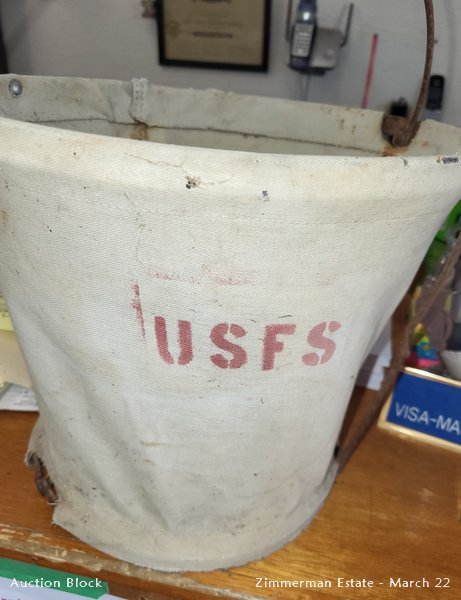 USFS
VISA-MA
Auction Block
Zimmerman Estate - March 22